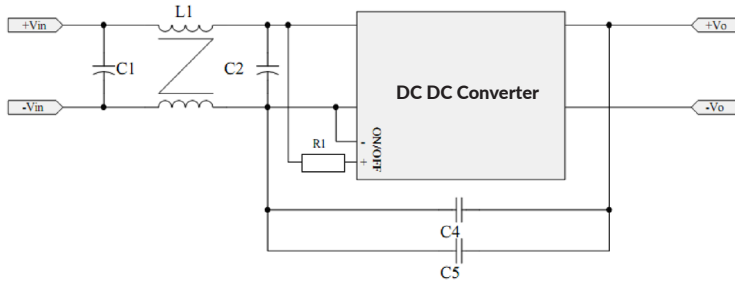 L1
+Vin
+Vo
C1
C2
DC DC Converter
-Vin
-Vo
ON/OFF
-
+
R1
C4
C5